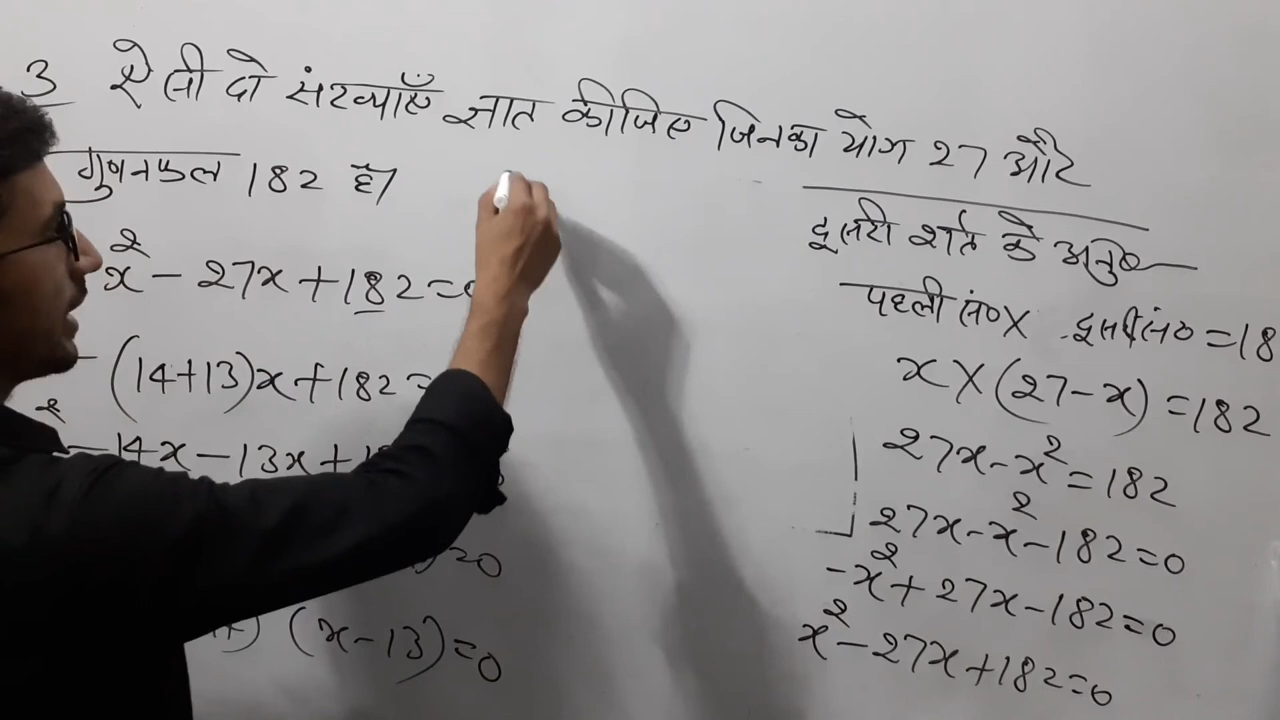 3 ऐसी दो संख्याएँ ज्ञात कीजिए जिनका योग 27 और
गुणनफल 182 है।
x² - 27x + 182 =
- (14+13)x + 182 =
² - 14x - 13x + 1
=0
(x - 13) = 0
दूसरी शर्त के अनु
पहली सं० X दूसरी सं० = 18
x X (27 - x) = 182
27x - x² = 182
27x - x² - 182 = 0
- x² + 27x - 182 = 0
x² - 27x + 182 = 0